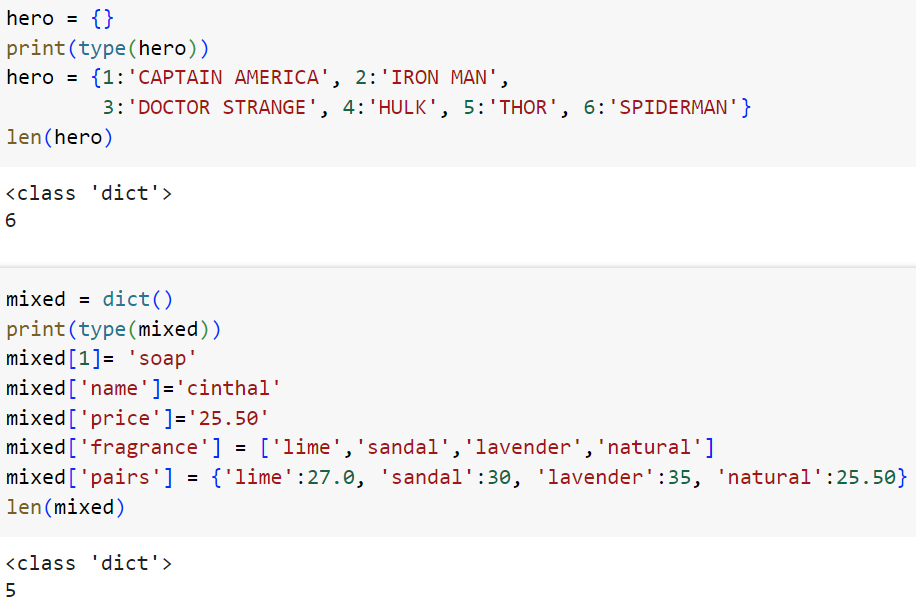 hero = {}
print(type(hero))
hero = {1:'CAPTAIN AMERICA', 2:'IRON MAN',
        3:'DOCTOR STRANGE', 4:'HULK', 5:'THOR', 6:'SPIDERMAN'}
len(hero)
<class 'dict'>
6
mixed = dict()
print(type(mixed))
mixed[1]= 'soap'
mixed['name']='cinthal'
mixed['price']='25.50'
mixed['fragrance'] = ['lime','sandal','lavender','natural']
mixed['pairs'] = {'lime':27.0, 'sandal':30, 'lavender':35, 'natural':25.50}
len(mixed)
<class 'dict'>
5